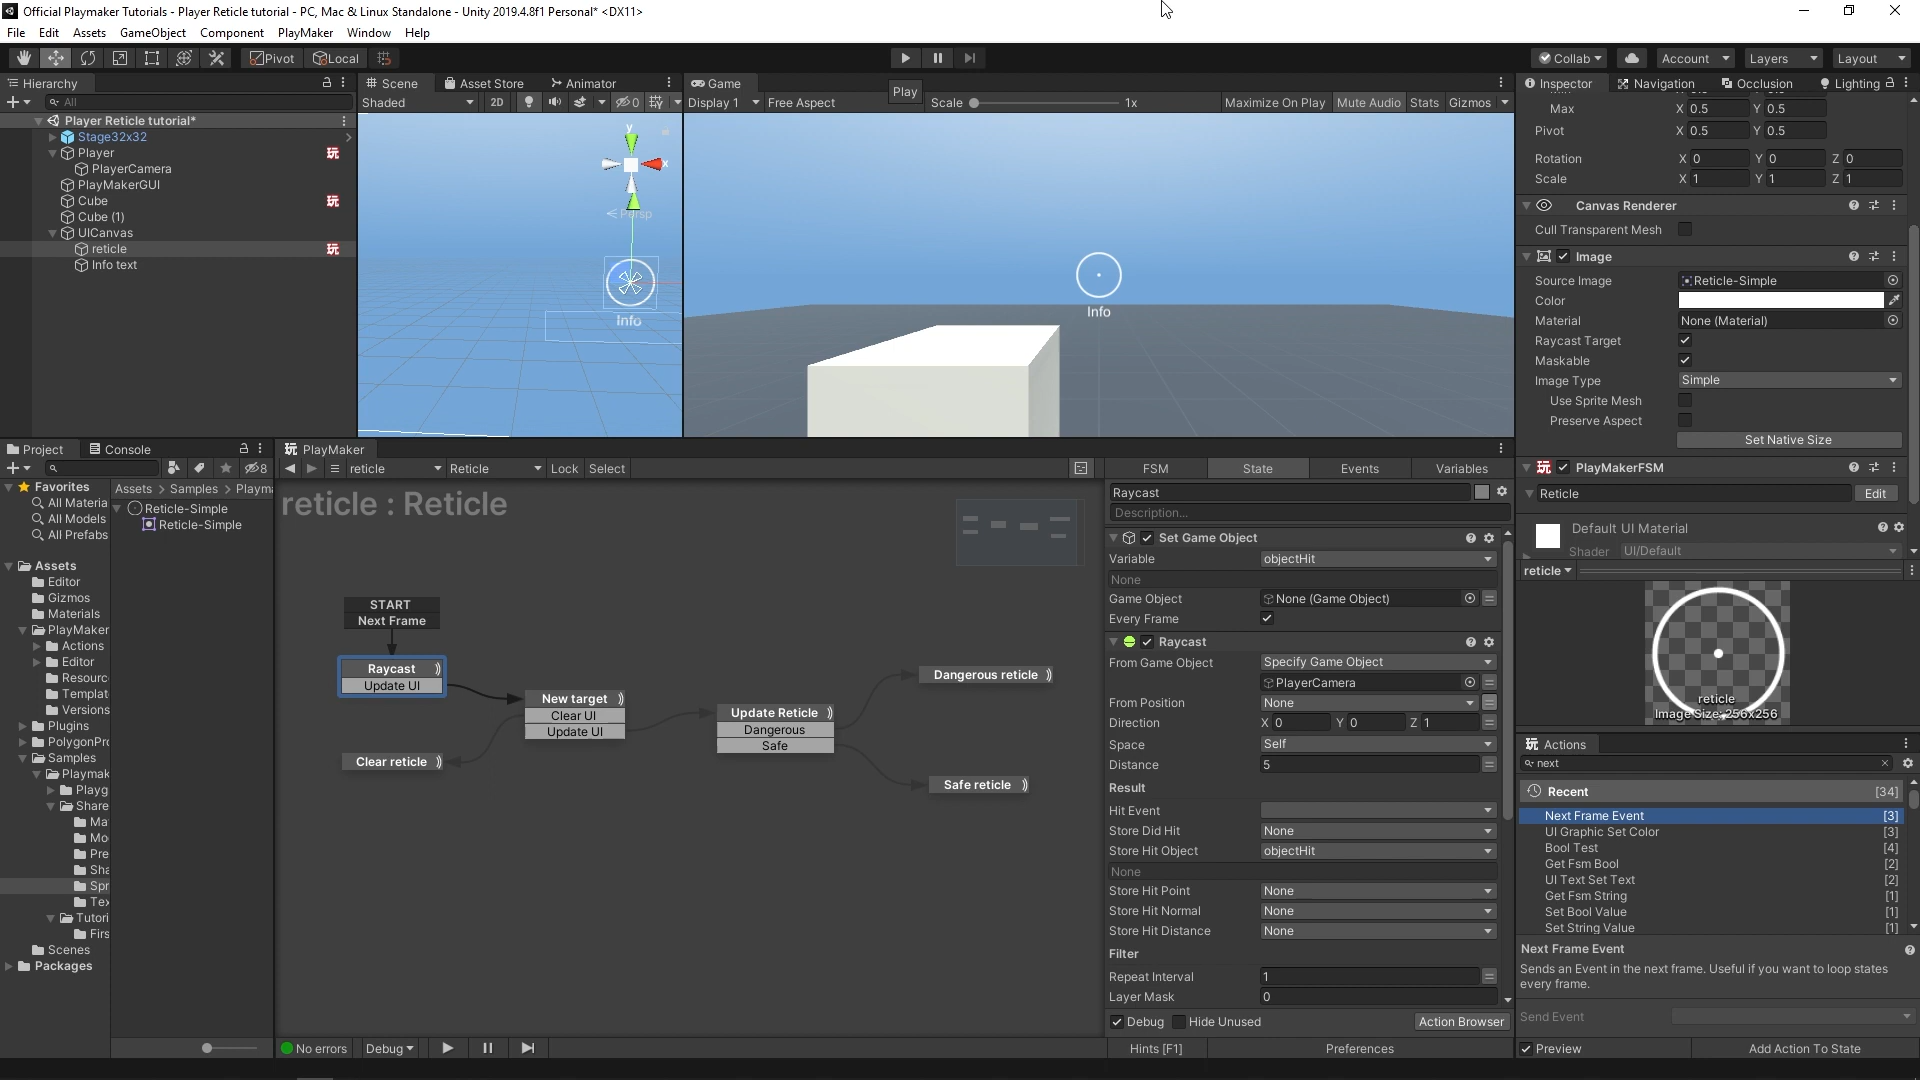 Official Playmaker Tutorials - Player Reticle tutorial - PC, Mac & Linux Standalone - Unity 2019.4.8f1 Personal* <DX11>
File Edit Assets GameObject Component PlayMaker Window Help
Pivot Local Collab Account Layers Layout
Hierarchy
All
Player Reticle tutorial*
Stage32x32
Player 玩
PlayerCamera
PlayMakerGUI
Cube 玩
Cube (1)
UICanvas
reticle 玩
Info text
Scene Asset Store Animator
Shaded 2D 0
y
x
Persp
Info
Game
Display 1 Free Aspect Play Scale 1x Maximize On Play Mute Audio Stats Gizmos
Info
Inspector Navigation Occlusion Lighting
Max X 0.5 Y 0.5
Pivot X 0.5 Y 0.5
Rotation X 0 Y 0 Z 0
Scale X 1 Y 1 Z 1
Canvas Renderer
Cull Transparent Mesh
Image
Source Image Reticle-Simple
Color
Material None (Material)
Raycast Target
Maskable
Image Type Simple
Use Sprite Mesh
Preserve Aspect
Set Native Size
玩 PlayMakerFSM
Reticle Edit
Default UI Material
Shader UI/Default
reticle
reticle
Image Size: 256x256
Project Console
8
Favorites
All Materia
All Models
All Prefabs
Assets
Editor
Gizmos
Materials
PlayMaker
Actions
Editor
Resourc
Templat
Versions
Plugins
PolygonPro
Samples
Playmak
Playg
Share
Ma
Mo
Pre
Sha
Spr
Tex
Tutori
Firs
Scenes
Packages
Assets > Samples > Playma
Reticle-Simple
Reticle-Simple
玩 PlayMaker
reticle Reticle Lock Select
reticle : Reticle
START
Next Frame
Raycast
Update UI
New target
Clear UI
Update UI
Clear reticle
Update Reticle
Dangerous
Safe
Dangerous reticle
Safe reticle
No errors Debug
FSM State Events Variables
Raycast
Description...
Set Game Object
Variable objectHit
None
Game Object None (Game Object)
Every Frame
Raycast
From Game Object Specify Game Object
PlayerCamera
From Position None
Direction X 0 Y 0 Z 1
Space Self
Distance 5
Result
Hit Event
Store Did Hit None
Store Hit Object objectHit
None
Store Hit Point None
Store Hit Normal None
Store Hit Distance None
Filter
Repeat Interval 1
Layer Mask 0
Debug Hide Unused Action Browser
Hints [F1] Preferences
玩 Actions
next
Recent [34]
Next Frame Event [3]
UI Graphic Set Color [3]
Bool Test [4]
Get Fsm Bool [2]
UI Text Set Text [2]
Get Fsm String [1]
Set Bool Value [1]
Set String Value [1]
Next Frame Event
Sends an Event in the next frame. Useful if you want to loop states
every frame.
Send Event
Preview Add Action To State